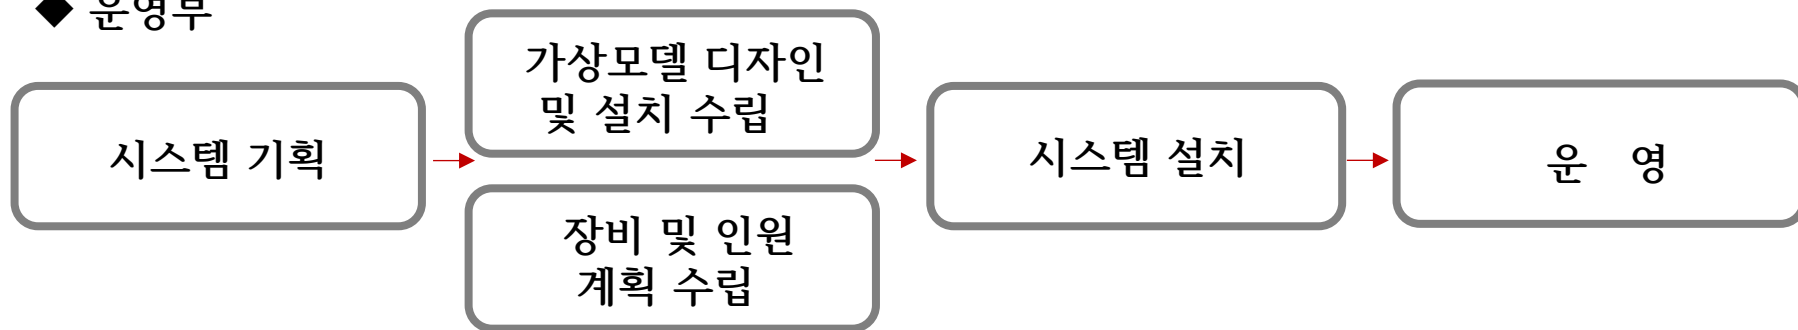 ◆ 운영부
시스템 기획
가상모델 디자인
및 설치 수립
장비 및 인원
계획 수립
시스템 설치
운 영